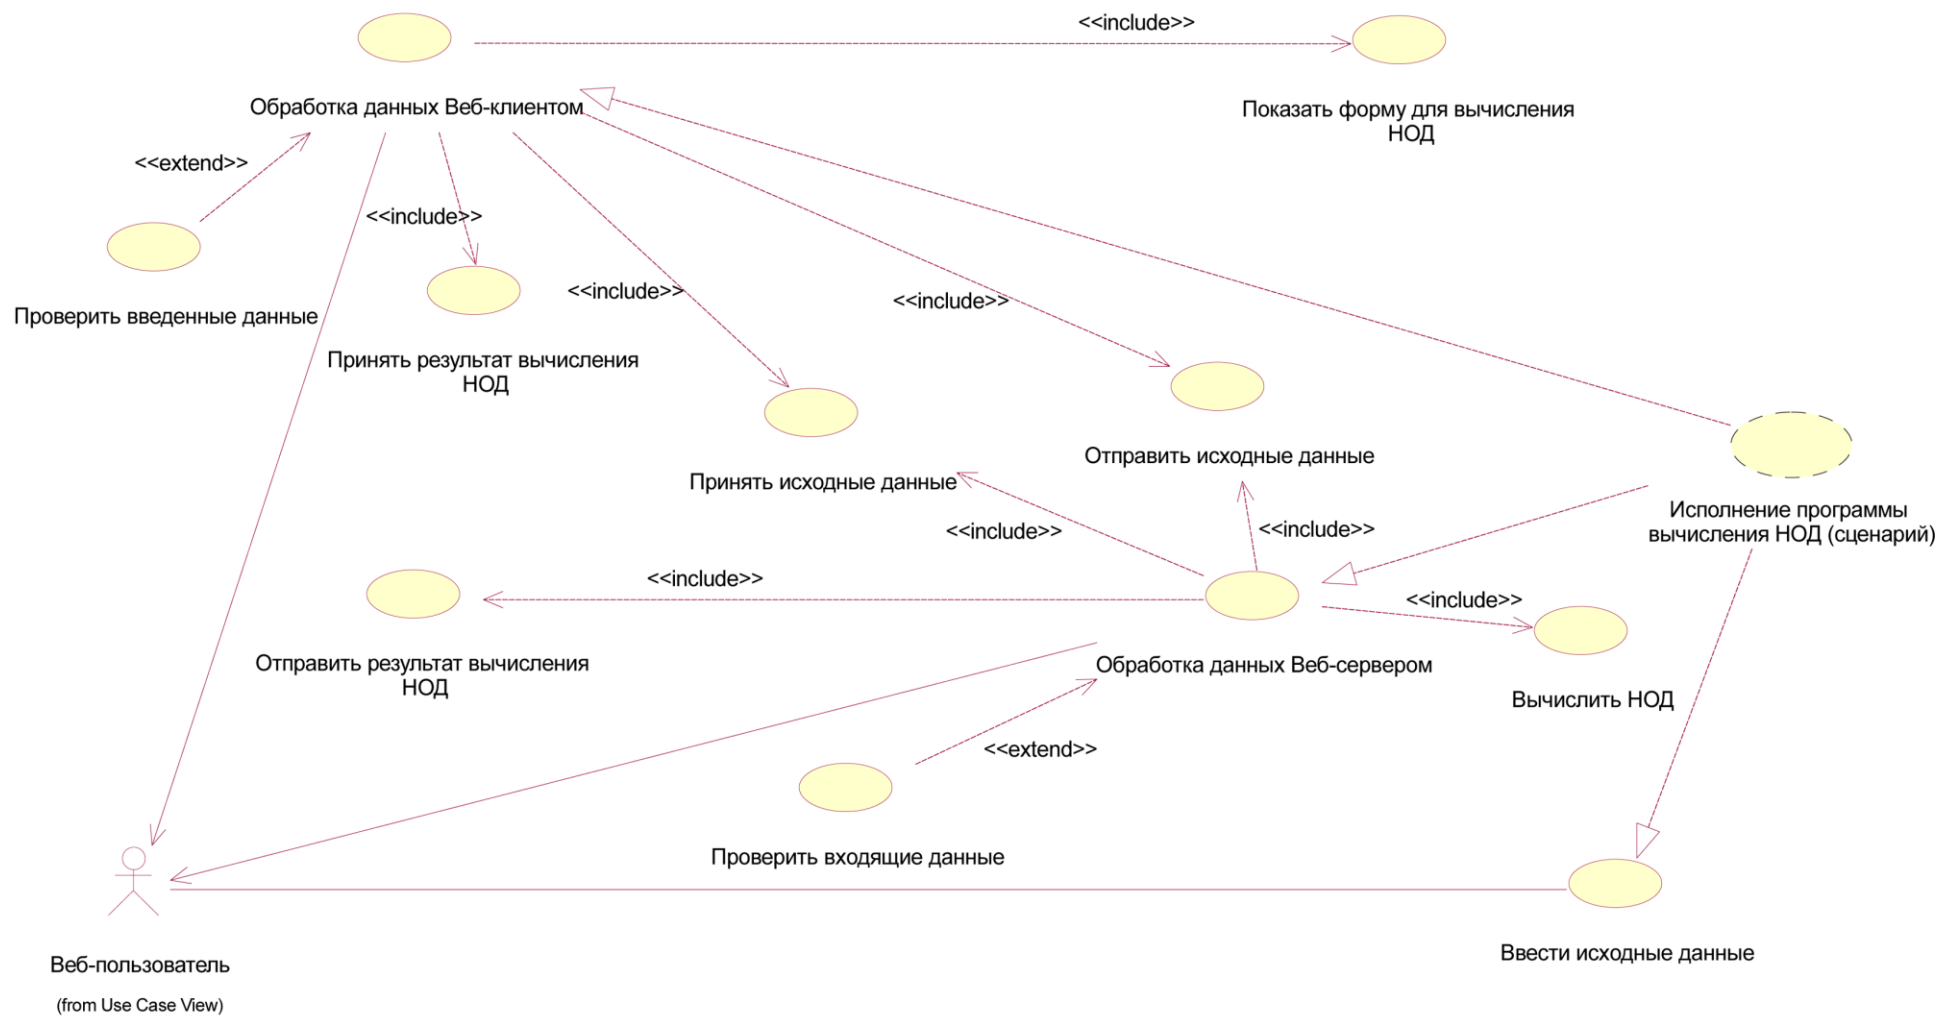 <<include>>
Обработка данных Веб-клиентом
Показать форму для вычисления
НОД
<<extend>>
<<include>>
<<include>>
<<include>>
Проверить введенные данные
Принять результат вычисления
НОД
Отправить исходные данные
Принять исходные данные
Исполнение программы
вычисления НОД (сценарий)
<<include>>
<<include>>
<<include>>
<<include>>
Отправить результат вычисления
НОД
Обработка данных Веб-сервером
Вычислить НОД
<<extend>>
Проверить входящие данные
Ввести исходные данные
Веб-пользователь
(from Use Case View)